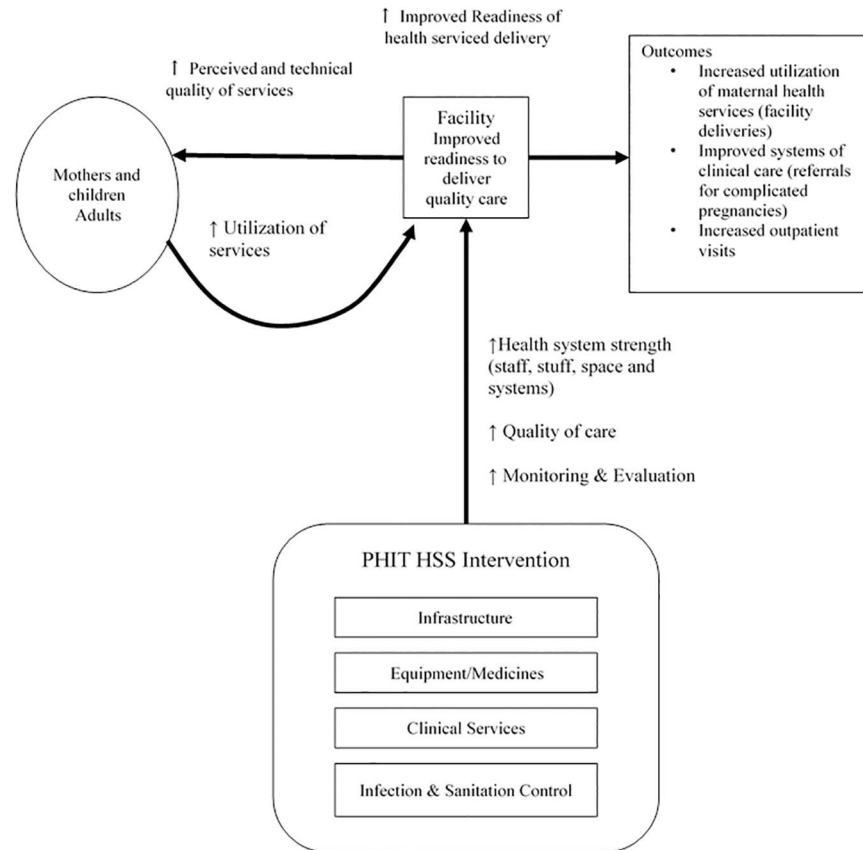 ↑ Improved Readiness of
health serviced delivery
↑ Perceived and technical
quality of services
Mothers and
children
Adults
↑ Utilization of
services
Facility
Improved
readiness to
deliver
quality care
Outcomes
• Increased utilization
of maternal health
services (facility
deliveries)
• Improved systems of
clinical care (referrals
for complicated
pregnancies)
• Increased outpatient
visits
↑Health system strength
(staff, stuff, space and
systems)
↑ Quality of care
↑ Monitoring & Evaluation
PHIT HSS Intervention
Infrastructure
Equipment/Medicines
Clinical Services
Infection & Sanitation Control